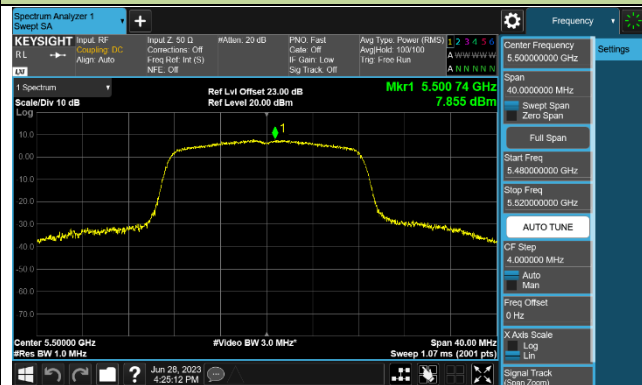 Spectrum Analyzer 1
Swept SA
Frequency
KEYSIGHT
RL
LXI
Input: RF
Coupling: DC
Align: Auto
Input Z: 50 Ω
Corrections: Off
Freq Ref: Int (S)
NFE: Off
#Atten: 20 dB
PNO: Fast
Gate: Off
IF Gain: Low
Sig Track: Off
Avg Type: Power (RMS)
Avg|Hold: 100/100
Trig: Free Run
1 2 3 4 5 6
A W W W W W
A N N N N N
1 Spectrum
Scale/Div 10 dB
Log
Ref Lvl Offset 23.00 dB
Ref Level 20.00 dBm
Mkr1 5.500 74 GHz
7.855 dBm
1
10.0
0.00
-10.0
-20.0
-30.0
-40.0
-50.0
-60.0
-70.0
Center 5.50000 GHz
#Res BW 1.0 MHz
#Video BW 3.0 MHz*
Span 40.00 MHz
Sweep 1.07 ms (2001 pts)
Jun 28, 2023
4:25:12 PM
Center Frequency
5.500000000 GHz
Span
40.0000000 MHz
Swept Span
Zero Span
Full Span
Start Freq
5.480000000 GHz
Stop Freq
5.520000000 GHz
AUTO TUNE
CF Step
4.000000 MHz
Auto
Man
Freq Offset
0 Hz
X Axis Scale
Log
Lin
Signal Track
(Span Zoom)
Settings